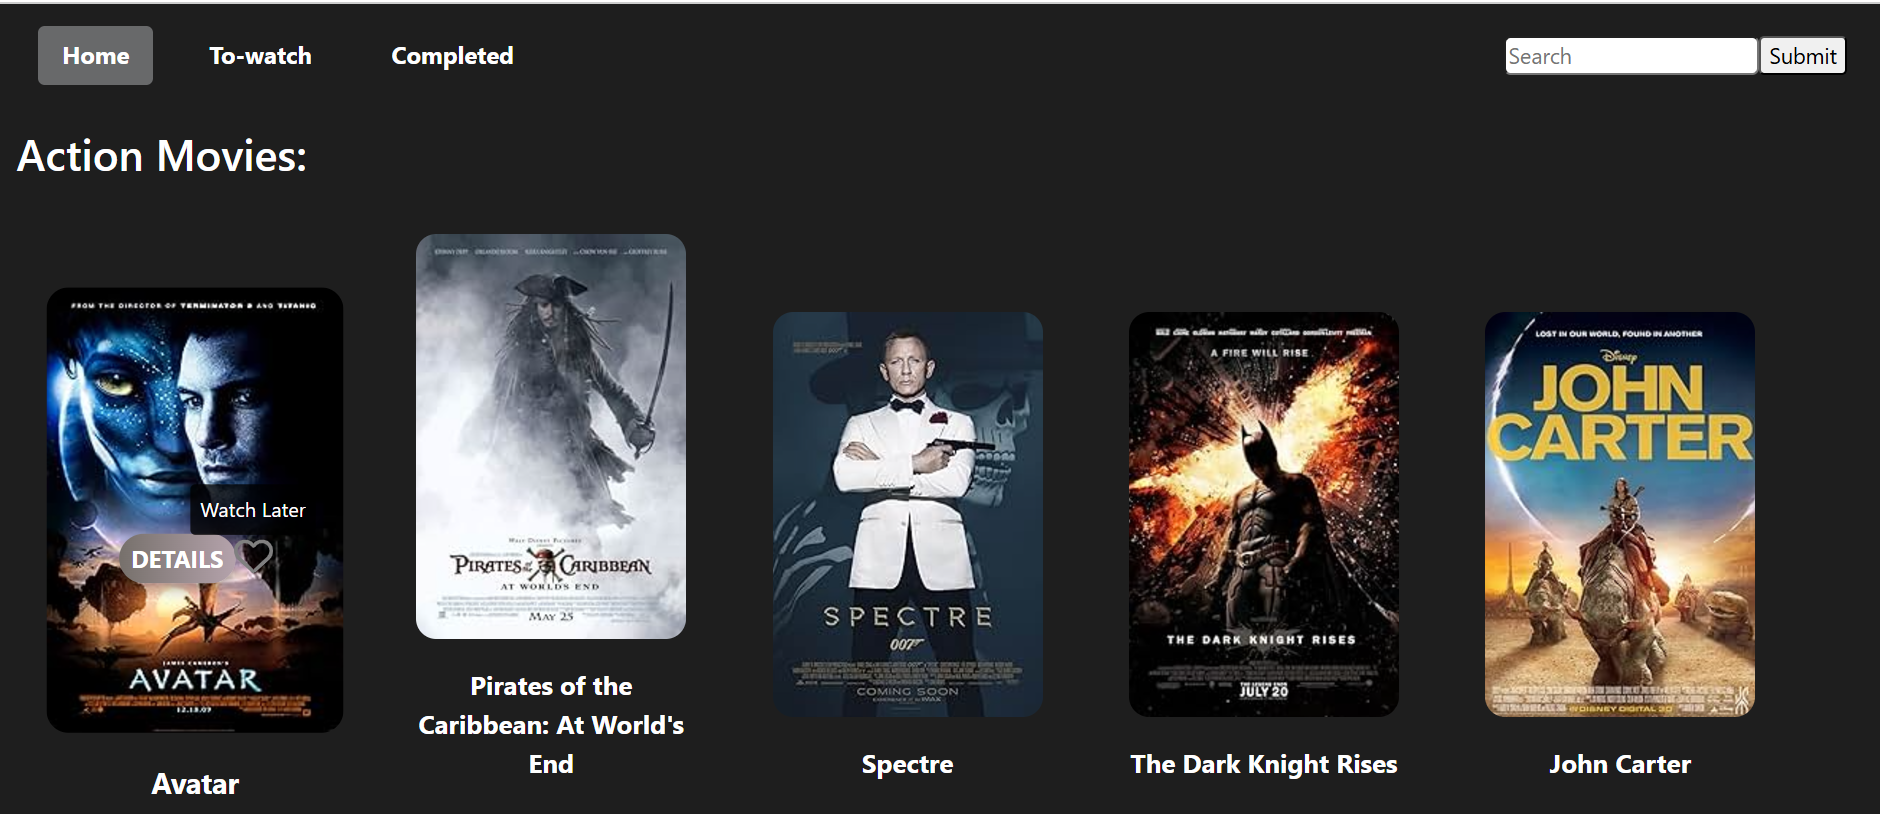 Home To-watch Completed Search Submit
Action Movies:
FROM THE DIRECTOR OF TERMINATOR 2 AND TITANIC
Watch Later
DETAILS
JAMES CAMERON'S
AVATAR
12.18.09
Avatar
PIRATES of the CARIBBEAN
AT WORLD'S END
MAY 25
Pirates of the
Caribbean: At World's
End
SPECTRE
007
COMING SOON
Spectre
A FIRE WILL RISE
THE DARK KNIGHT RISES
JULY 20
The Dark Knight Rises
LOST IN OUR WORLD, FOUND IN ANOTHER
Disney
JOHN
CARTER
IN DISNEY DIGITAL 3D
John Carter